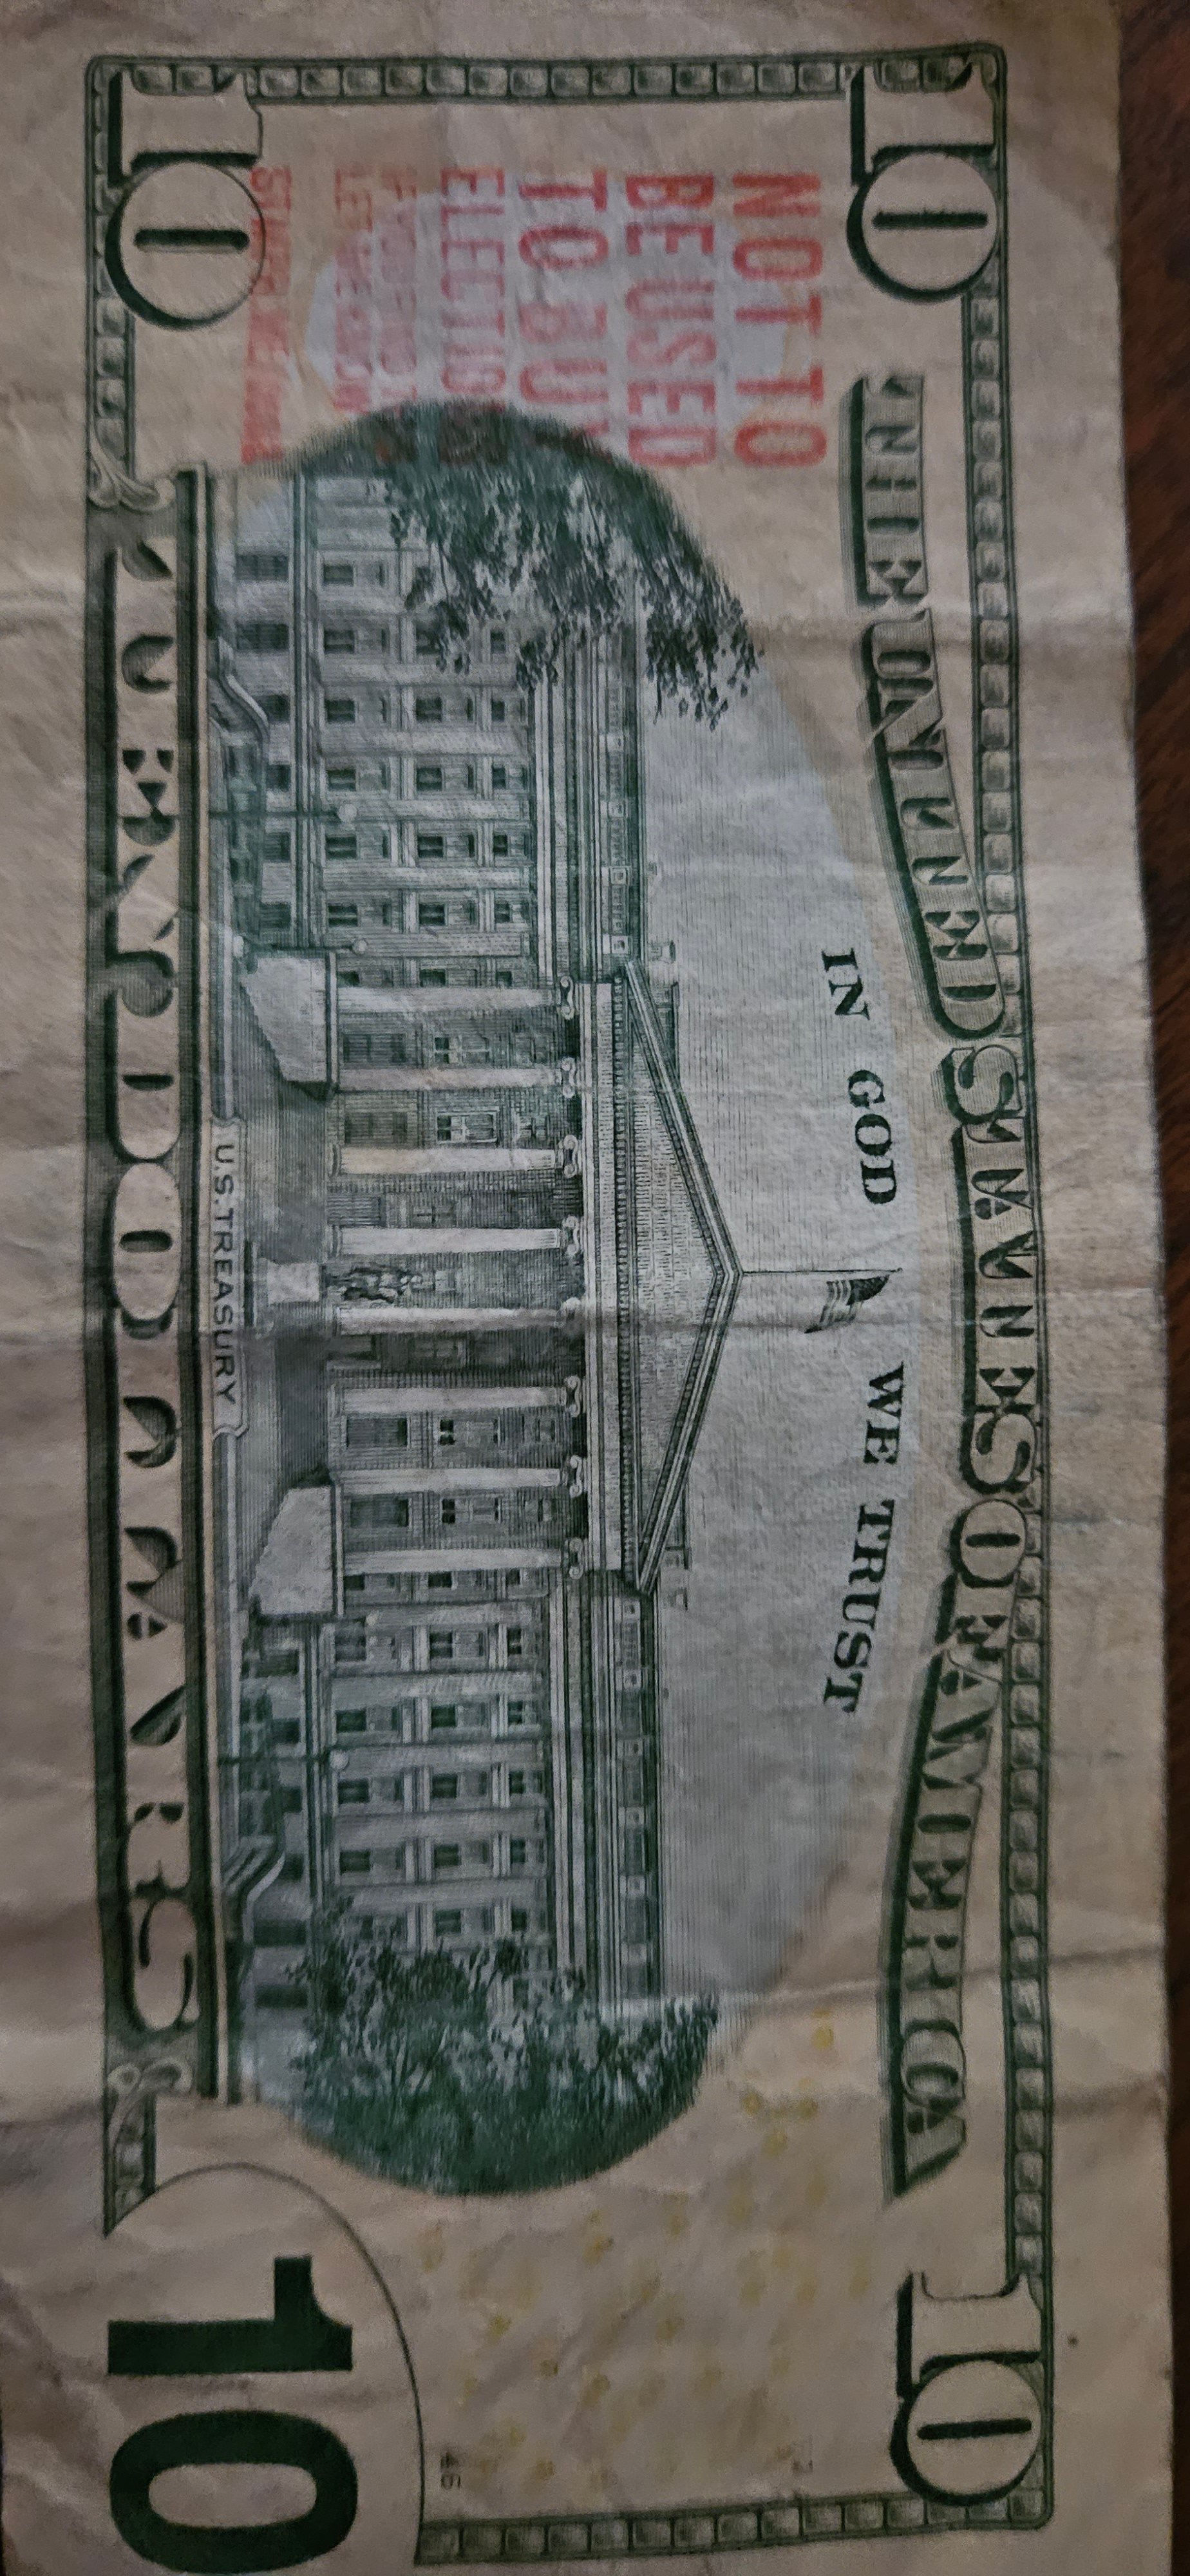 10
10
THE UNITED STATES OF AMERICA
NOT TO
BE USED
TO BUY
ELECTIONS
IN GOD WE TRUST
U.S. TREASURY
TEN DOLLARS
10
10